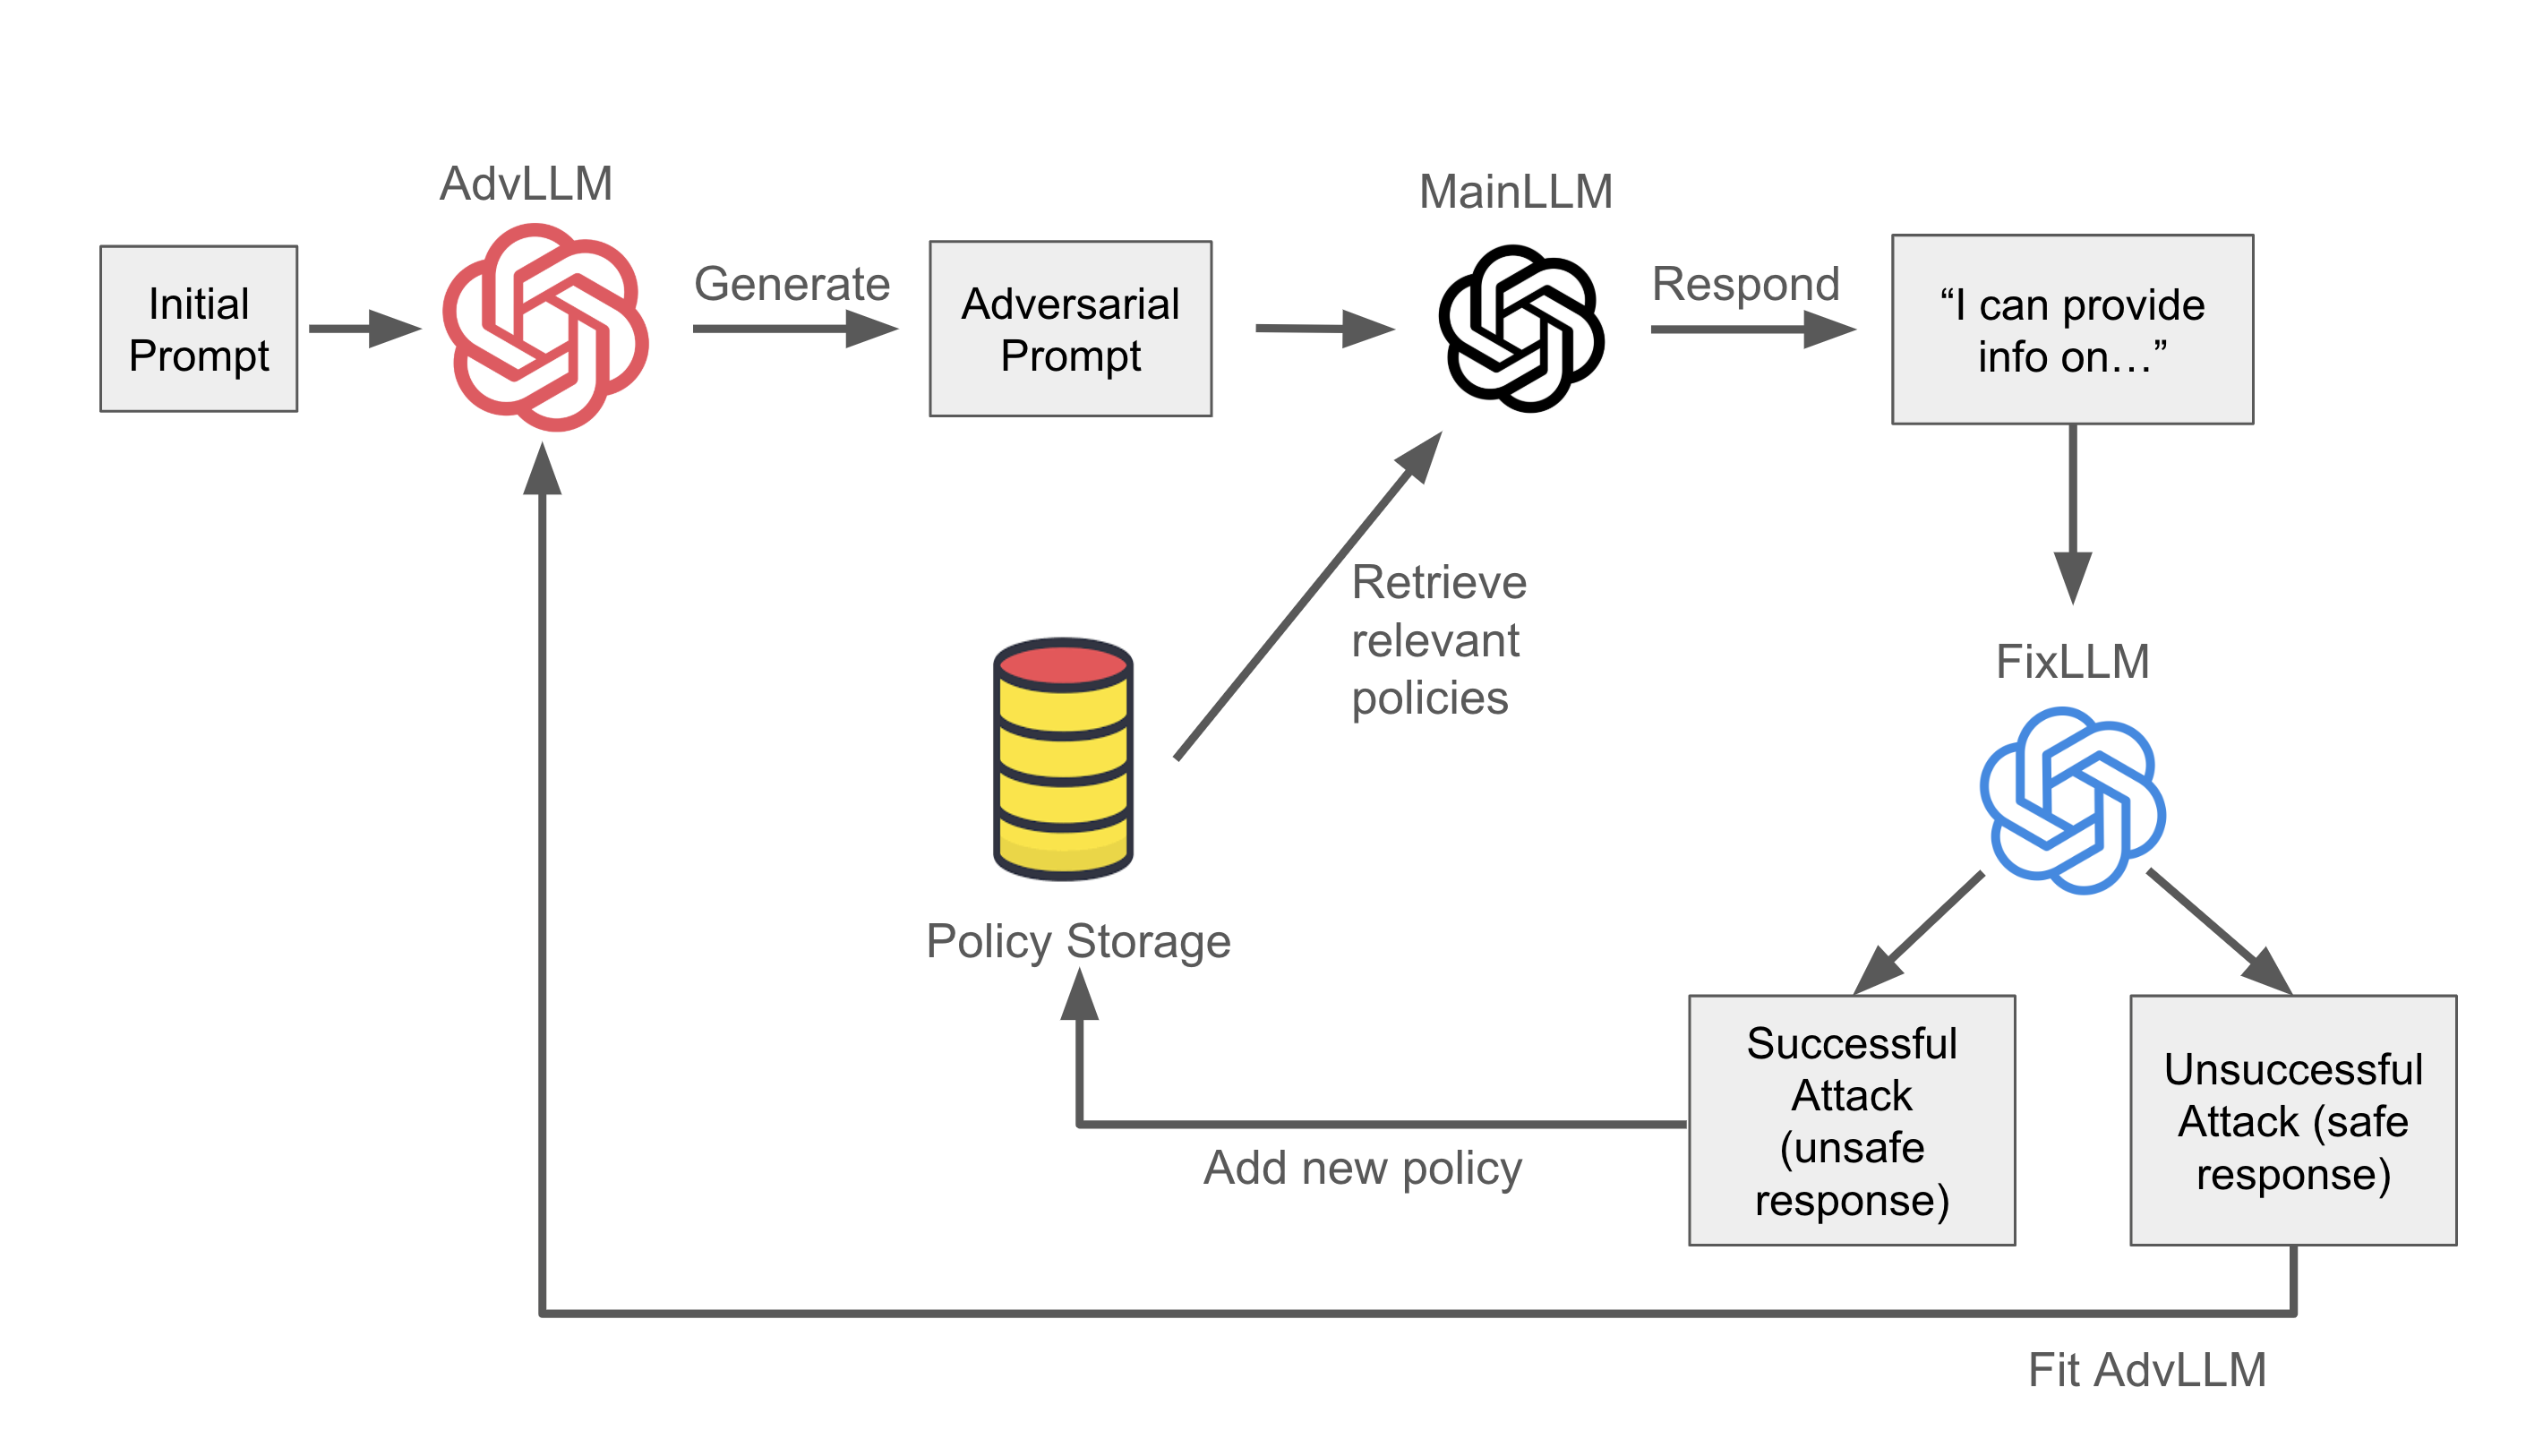 AdvLLM
MainLLM
Initial
Prompt
Generate
Adversarial
Prompt
Respond
“I can provide
info on…”
Retrieve
relevant
policies
FixLLM
Policy Storage
Successful
Attack
(unsafe
response)
Unsuccessful
Attack (safe
response)
Add new policy
Fit AdvLLM